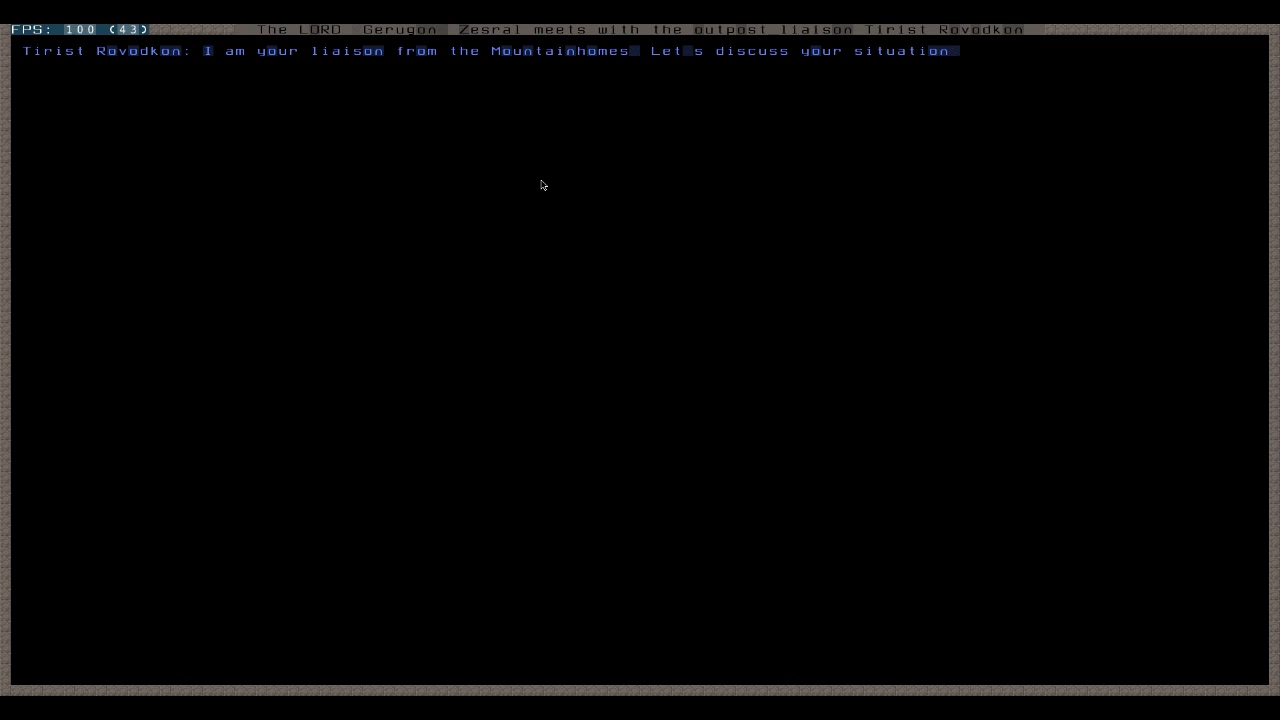 FPS: 100 (43) The LORD Gerugon Zesral meets with the outpost liaison Tirist Rovodkon
Tirist Rovodkon: I am your liaison from the Mountainhomes Let s discuss your situation